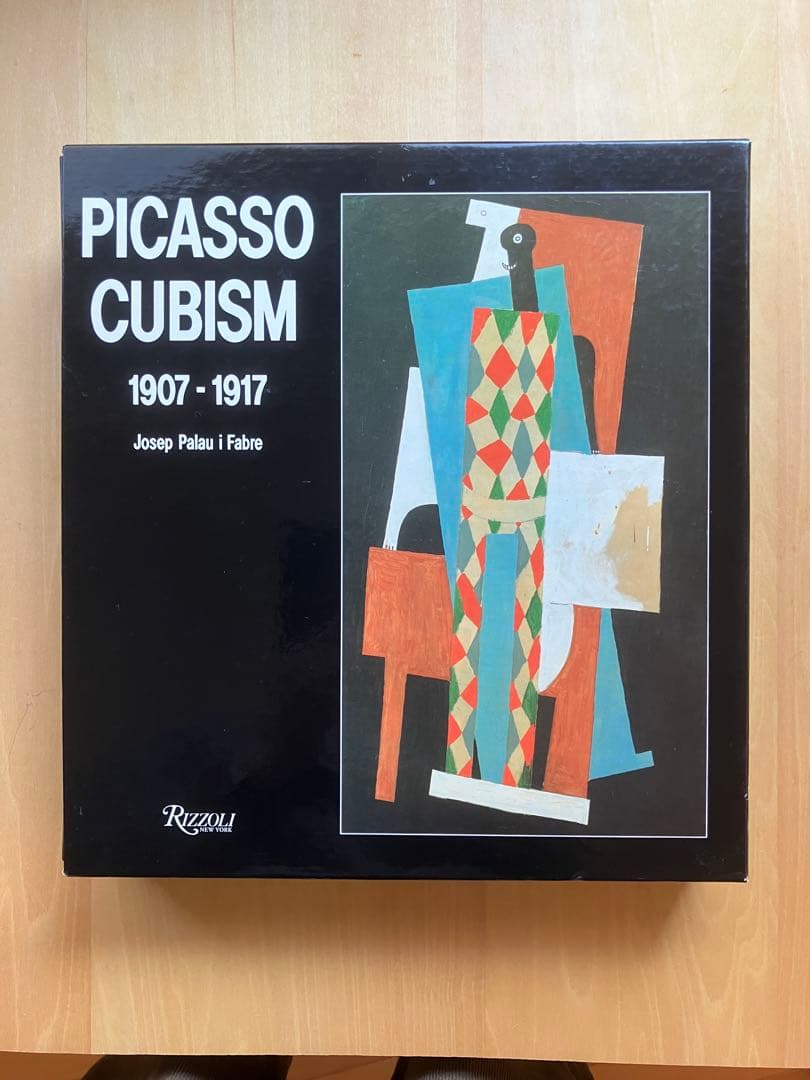 PICASSO
CUBISM
1907 - 1917
Josep Palau i Fabre
RIZZOLI
NEW YORK